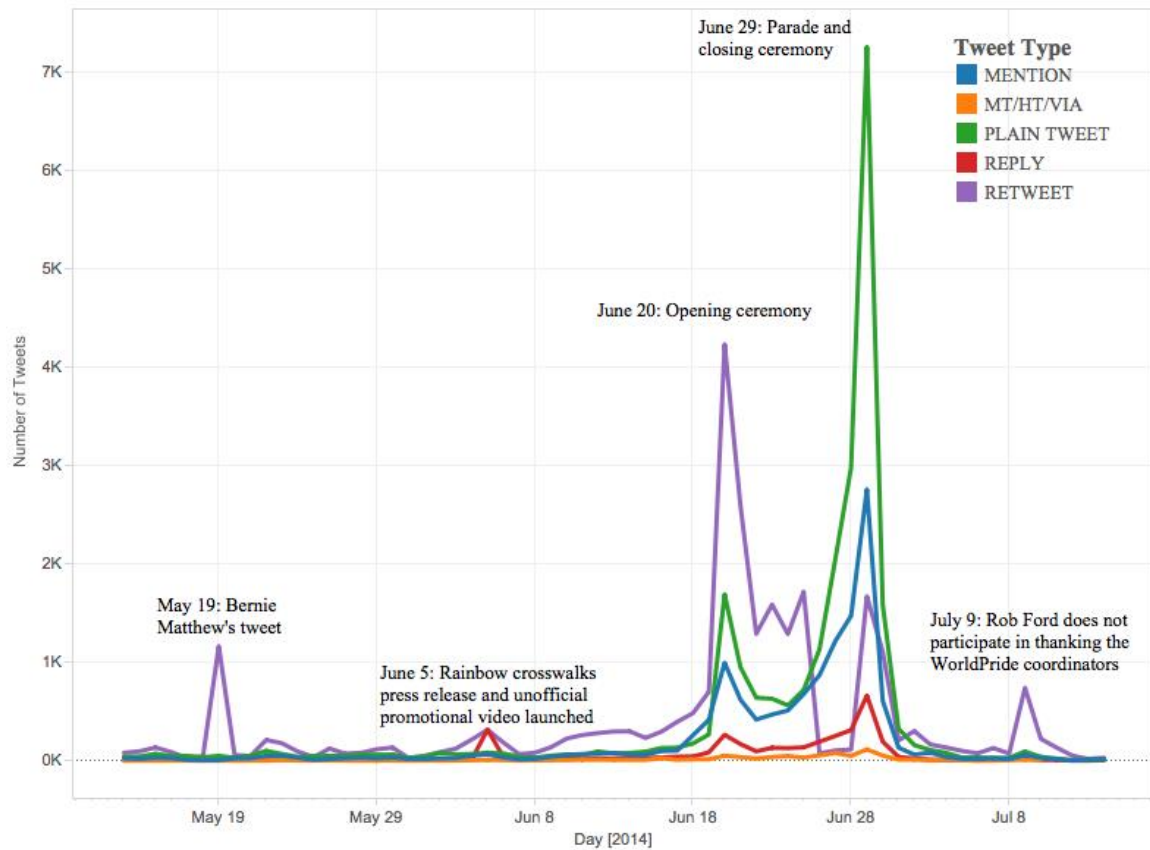 June 29: Parade and
closing ceremony
Tweet Type
MENTION
MT/HT/VIA
PLAIN TWEET
REPLY
RETWEET
7K
6K
5K
June 20: Opening ceremony
4K
Number of Tweets
3K
2K
May 19: Bernie
Matthew's tweet
July 9: Rob Ford does not
participate in thanking the
WorldPride coordinators
1K
June 5: Rainbow crosswalks
press release and unofficial
promotional video launched
0K
May 19
May 29
Jun 8
Jun 18
Jun 28
Jul 8
Day [2014]